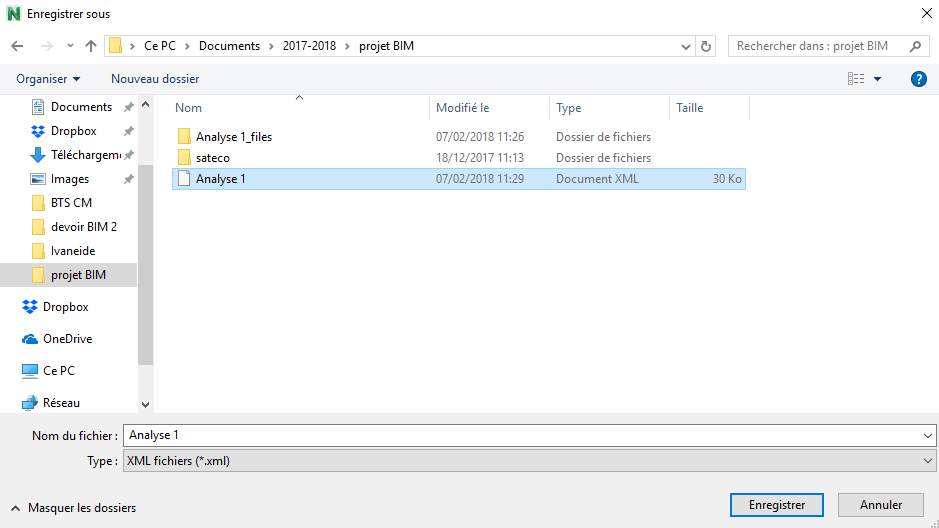 N Enregistrer sous
Ce PC > Documents > 2017-2018 > projet BIM
Rechercher dans : projet BIM
Organiser Nouveau dossier ?
Documents
Dropbox
Téléchargeme
Images
BTS CM
devoir BIM 2
Ivaneide
projet BIM
Dropbox
OneDrive
Ce PC
Réseau
Nom Modifié le Type Taille
Analyse 1_files 07/02/2018 11:26 Dossier de fichiers
sateco 18/12/2017 11:13 Dossier de fichiers
Analyse 1 07/02/2018 11:29 Document XML 30 Ko
Nom du fichier : Analyse 1
Type : XML fichiers (*.xml)
Masquer les dossiers
Enregistrer Annuler